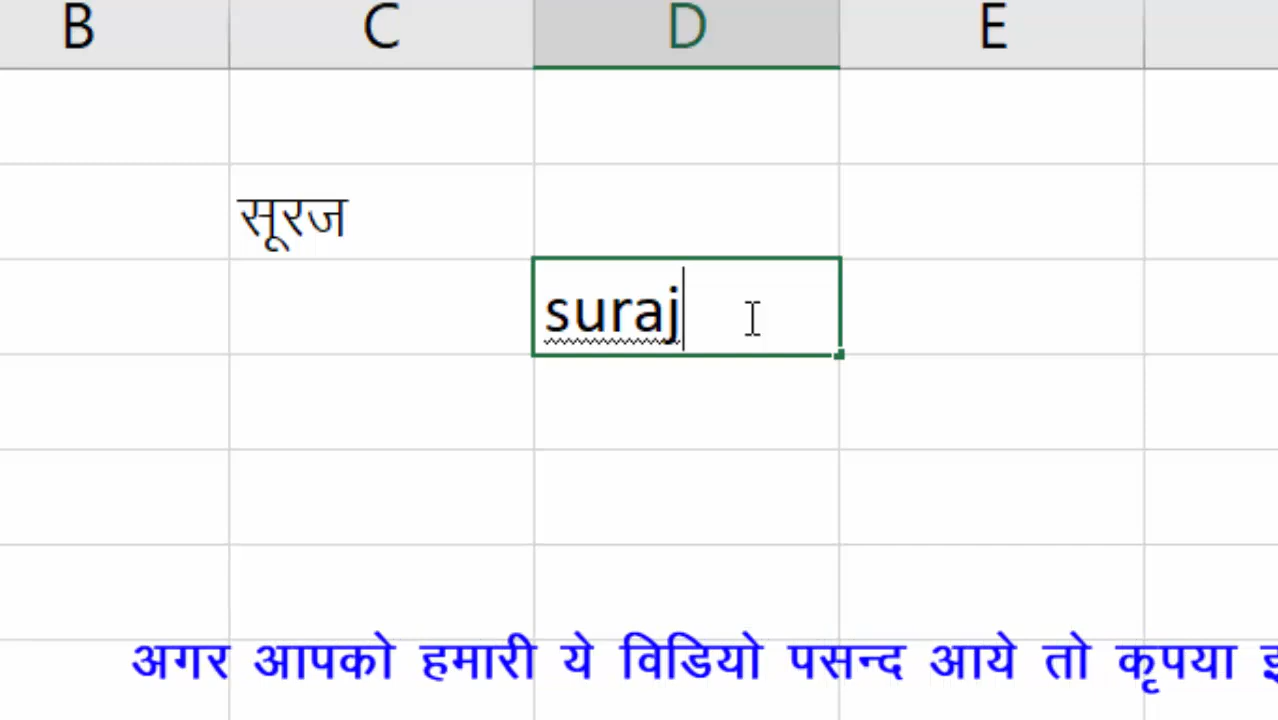 B C D E
सूरज
suraj
अगर आपको हमारी ये विडियो पसन्द आये तो कृपया